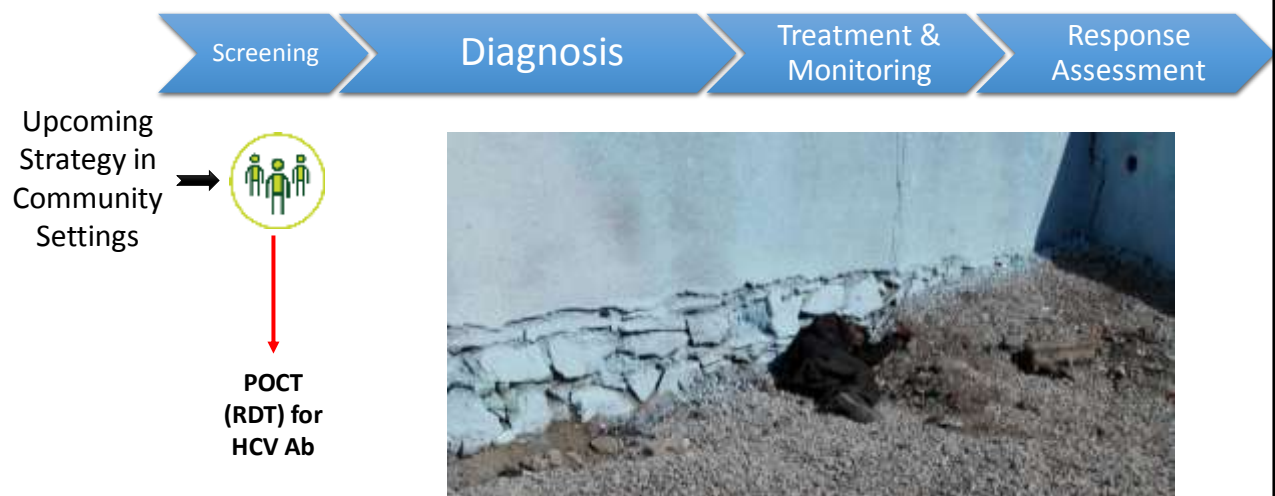 Screening
Diagnosis
Treatment &
Monitoring
Response
Assessment
Upcoming
Strategy in
Community
Settings
POCT
(RDT) for
HCV Ab